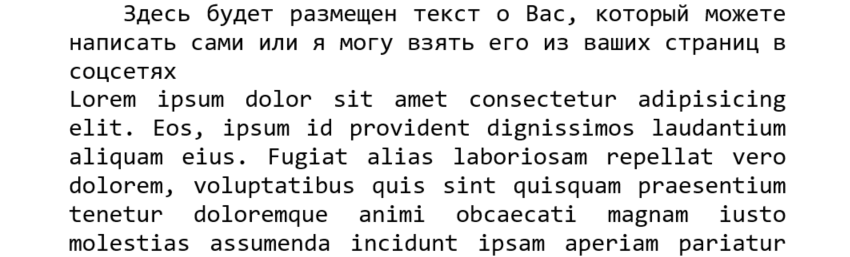 Здесь будет размещен текст о Вас, который можете
написать сами или я могу взять его из ваших страниц в
соцсетях
Lorem ipsum dolor sit amet consectetur adipisicing
elit. Eos, ipsum id provident dignissimos laudantium
aliquam eius. Fugiat alias laboriosam repellat vero
dolorem, voluptatibus quis sint quisquam praesentium
tenetur doloremque animi obcaecati magnam iusto
molestias assumenda incidunt ipsam aperiam pariatur